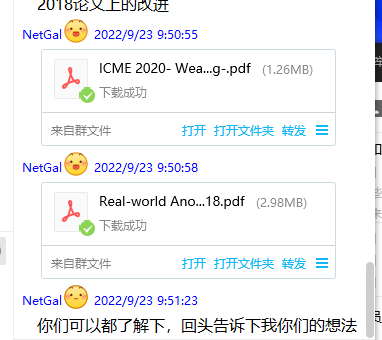 2018论文上的改进
NetGal 2022/9/23 9:50:55
ICME 2020- Wea...g-.pdf (1.26MB)
下载成功
来自群文件 打开 打开文件夹 转发
NetGal 2022/9/23 9:50:58
Real-world Ano...18.pdf (2.98MB)
下载成功
来自群文件 打开 打开文件夹 转发
NetGal 2022/9/23 9:51:23
你们可以都了解下，回头告诉下我你们的想法